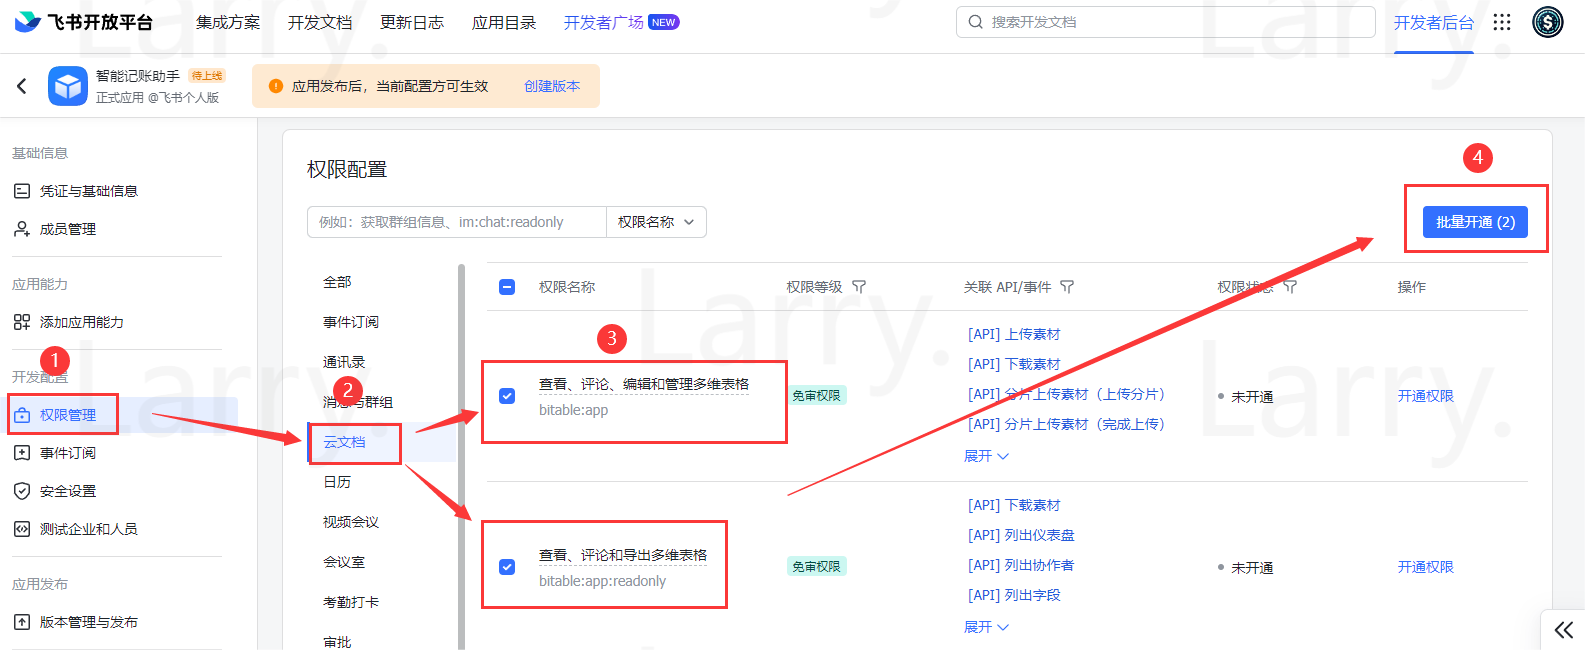 飞书开放平台 集成方案 开发文档 更新日志 应用目录 开发者广场 NEW 搜索开发文档 开发者后台
智能记账助手 待上线
正式应用 @飞书个人版
应用发布后，当前配置方可生效 创建版本
基础信息
凭证与基础信息
成员管理
应用能力
添加应用能力
1
开发配置
权限管理
事件订阅
安全设置
测试企业和人员
应用发布
版本管理与发布
权限配置
4
例如：获取群组信息、im:chat:readonly 权限名称
批量开通 (2)
全部
事件订阅
通讯录
2
消息与群组
云文档
日历
视频会议
会议室
考勤打卡
审批
权限名称 权限等级 关联 API/事件 权限状态 操作
3
查看、评论、编辑和管理多维表格
bitable:app
免审权限
[API] 上传素材
[API] 下载素材
[API] 分片上传素材（上传分片）
[API] 分片上传素材（完成上传）
展开
未开通
开通权限
查看、评论和导出多维表格
bitable:app:readonly
免审权限
[API] 下载素材
[API] 列出仪表盘
[API] 列出协作者
[API] 列出字段
展开
未开通
开通权限
Larry.
Larry.
Larry.
Larry.
Larry.